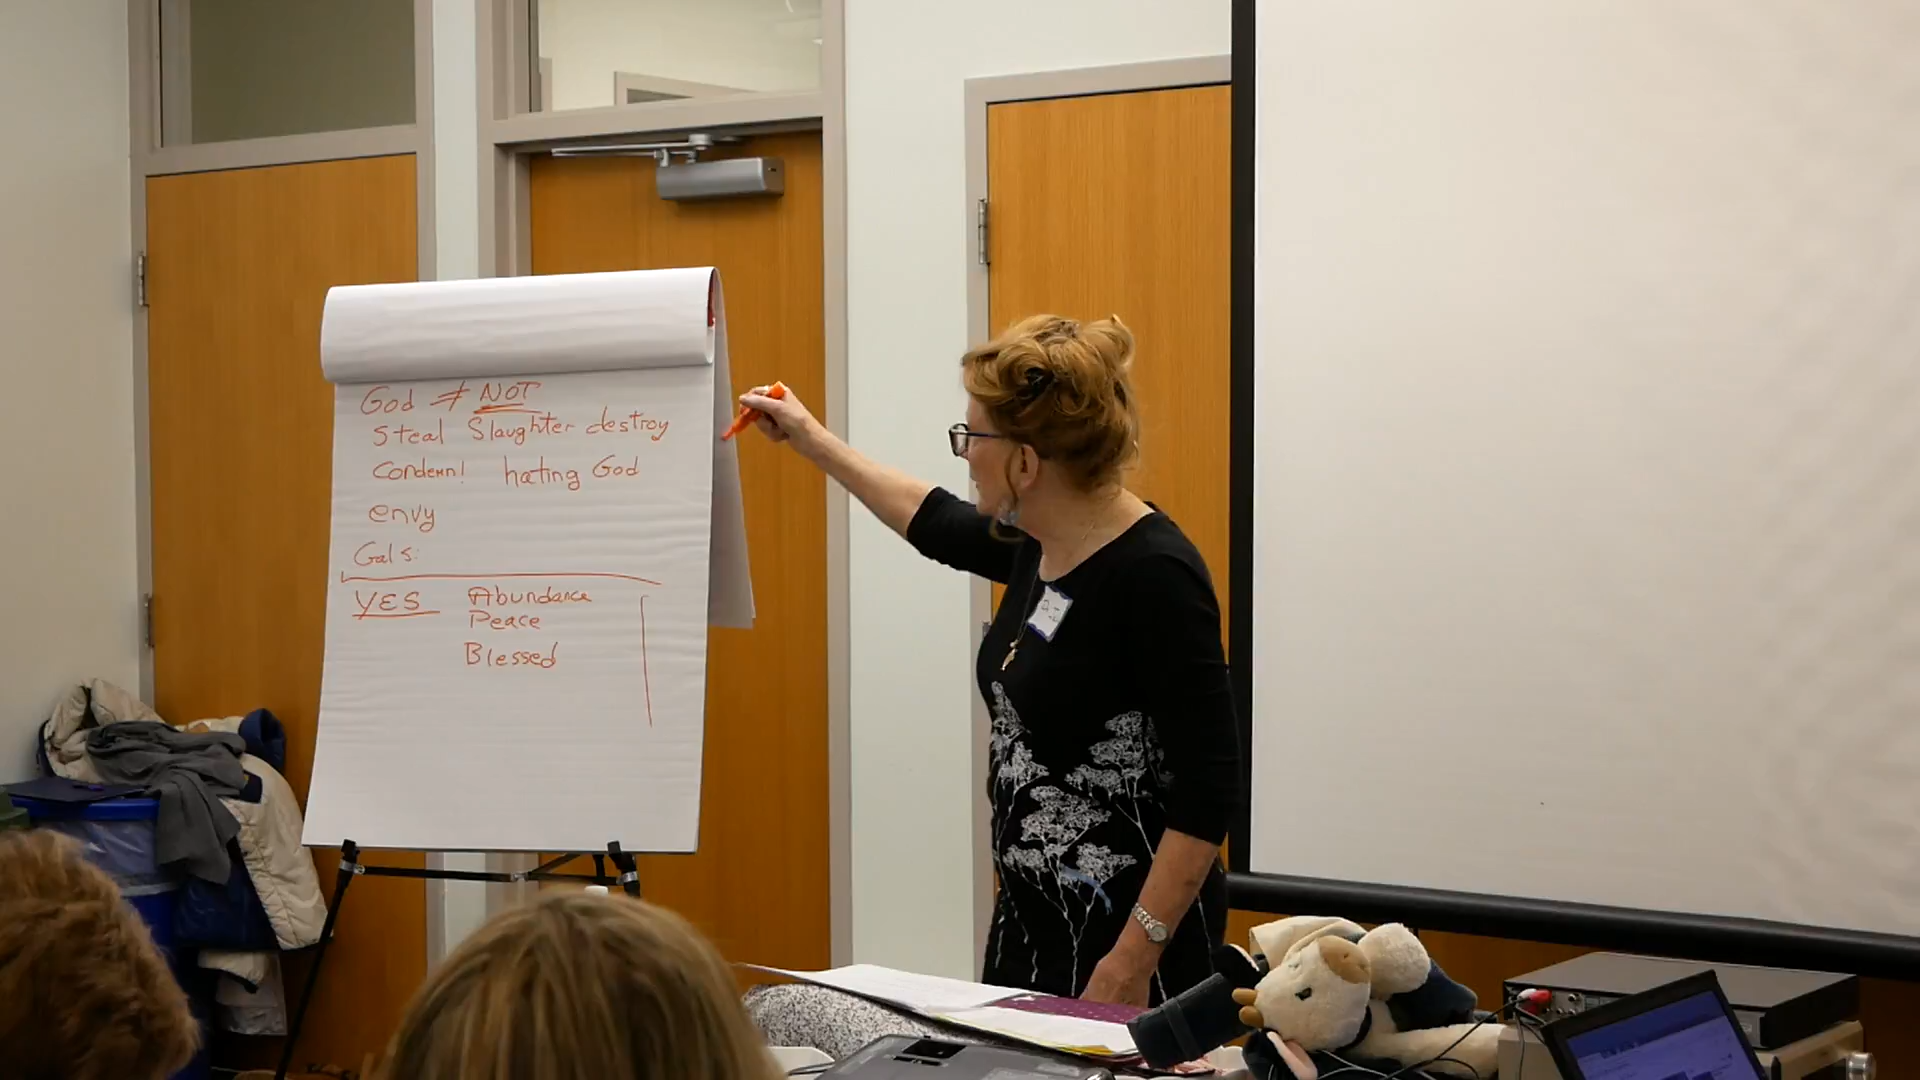 God ≠ NOT
Steal Slaughter destroy
Condemn! hating God
envy
Gal 5:
YES Abundance
Peace
Blessed